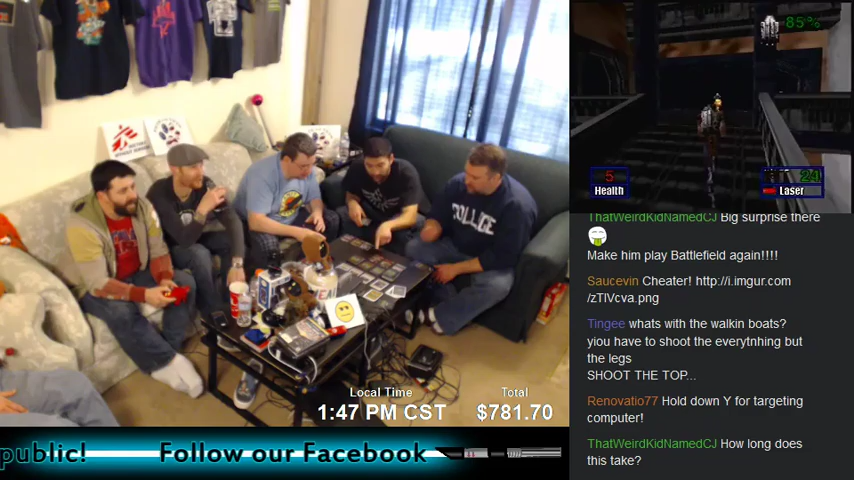 85%
5
Health
24
Laser
ThatWeirdKidNamedCJ Big surprise there
Make him play Battlefield again!!!!
Saucevin Cheater! http://i.imgur.com
/zTIVcva.png
Tingee whats with the walkin boats?
yiou have to shoot the everytnhing but
the legs
SHOOT THE TOP...
Renovatio77 Hold down Y for targeting
computer!
ThatWeirdKidNamedCJ How long does
this take?
COLLEGE
Local Time
1:47 PM CST
Total
$781.70
public!
Follow our Facebook